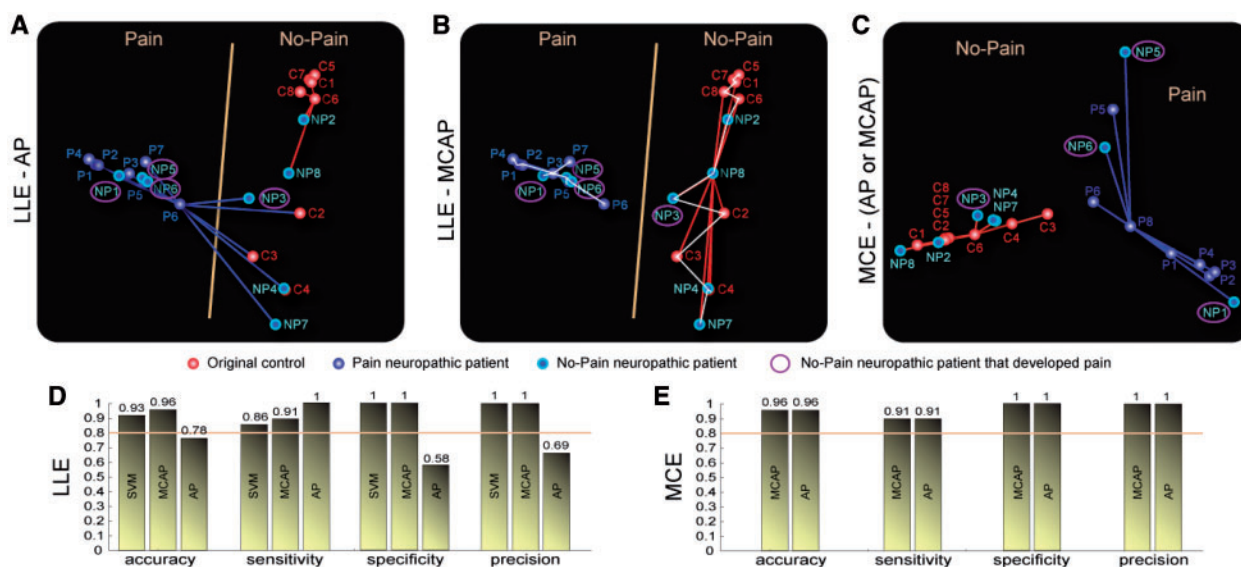 A
Pain
No-Pain
LLE - AP
C5
C7
C1
C8
C6
NP2
NP8
P4
P2
P7
P3
NP5
P1
NP1
NP6
P5
P6
NP3
C2
C3
NP4
C4
NP7
B
Pain
No-Pain
LLE - MCAP
C5
C7
C1
C8
C6
NP2
NP8
P4
P2
P7
P3
NP5
P1
NP1
NP6
P5
P6
NP3
C2
C3
NP4
C4
NP7
C
No-Pain
Pain
MCE - (AP or MCAP)
NP5
P5
NP6
C8
C7
C5
C2
C1
NP3
NP4
NP7
P6
C3
C4
C6
P8
NP8
NP2
P1
P4
P3
P2
NP1
Original control
Pain neuropathic patient
No-Pain neuropathic patient
No-Pain neuropathic patient that developed pain
D
LLE
1
0.9
0.8
0.7
0.6
0.5
0.4
0.3
0.2
0.1
0
0.93 0.96 0.78
0.86 0.91 1
1 1 0.58
1 1 0.69
SVM MCAP AP
SVM MCAP AP
SVM MCAP AP
SVM MCAP AP
accuracy sensitivity specificity precision
E
MCE
1
0.9
0.8
0.7
0.6
0.5
0.4
0.3
0.2
0.1
0
0.96 0.96
0.91 0.91
1 1
1 1
MCAP AP
MCAP AP
MCAP AP
MCAP AP
accuracy sensitivity specificity precision